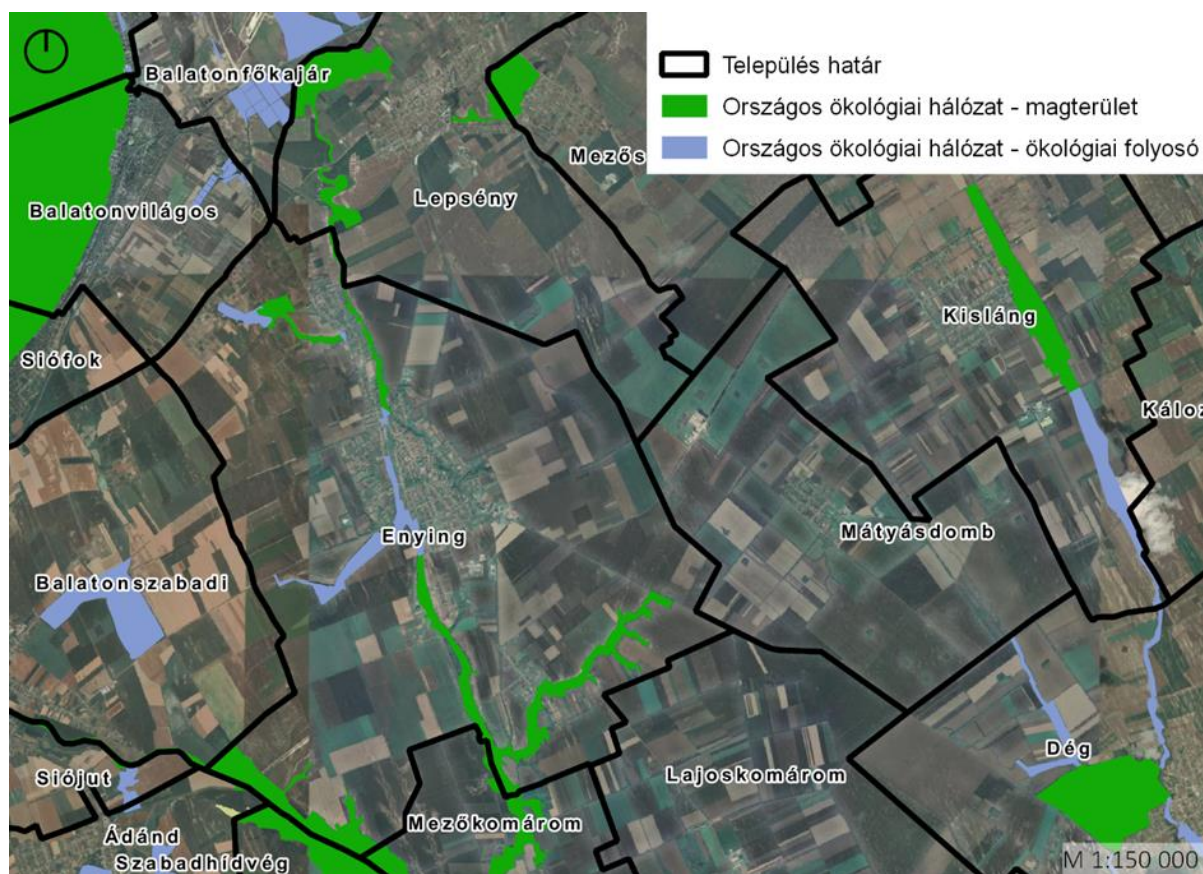 Település határ
Országos ökológiai hálózat - magterület
Országos ökológiai hálózat - ökológiai folyosó
Balatonfőkajár
Mezős
Lepsény
Balatonvilágos
Kisláng
Siófok
Káloz
Enying
Mátyásdomb
Balatonszabadi
Dég
Siójut
Lajoskomárom
Mezőkomárom
Ádánd
Szabadhídvég
M 1:150 000